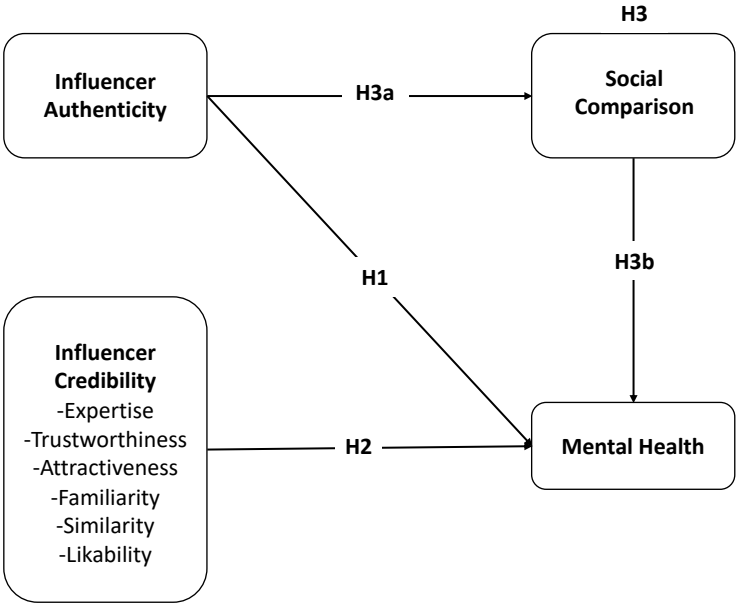 H3
Influencer
Authenticity
H3a
Social
Comparison
H1
H3b
Influencer
Credibility
-Expertise
-Trustworthiness
-Attractiveness
-Familiarity
-Similarity
-Likability
H2
Mental Health